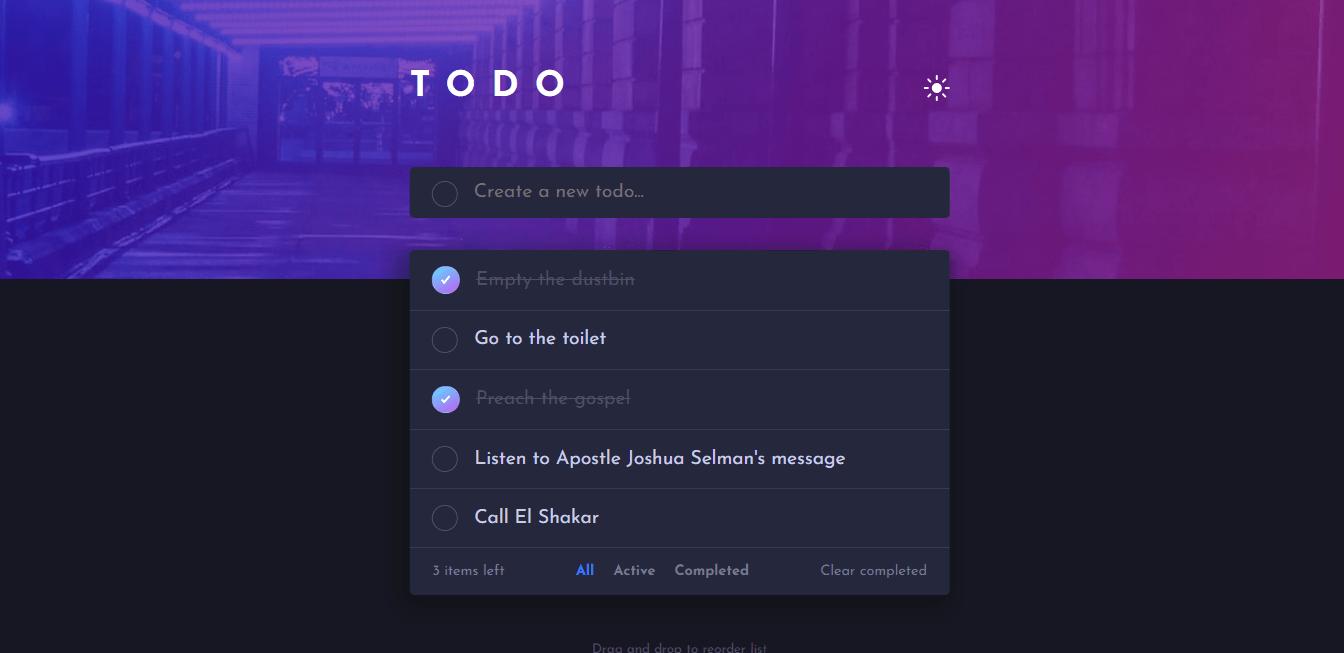 TODO
Create a new todo...
Empty the dustbin
Go to the toilet
Preach the gospel
Listen to Apostle Joshua Selman's message
Call El Shakar
3 items left All Active Completed Clear completed
Drag and drop to reorder list